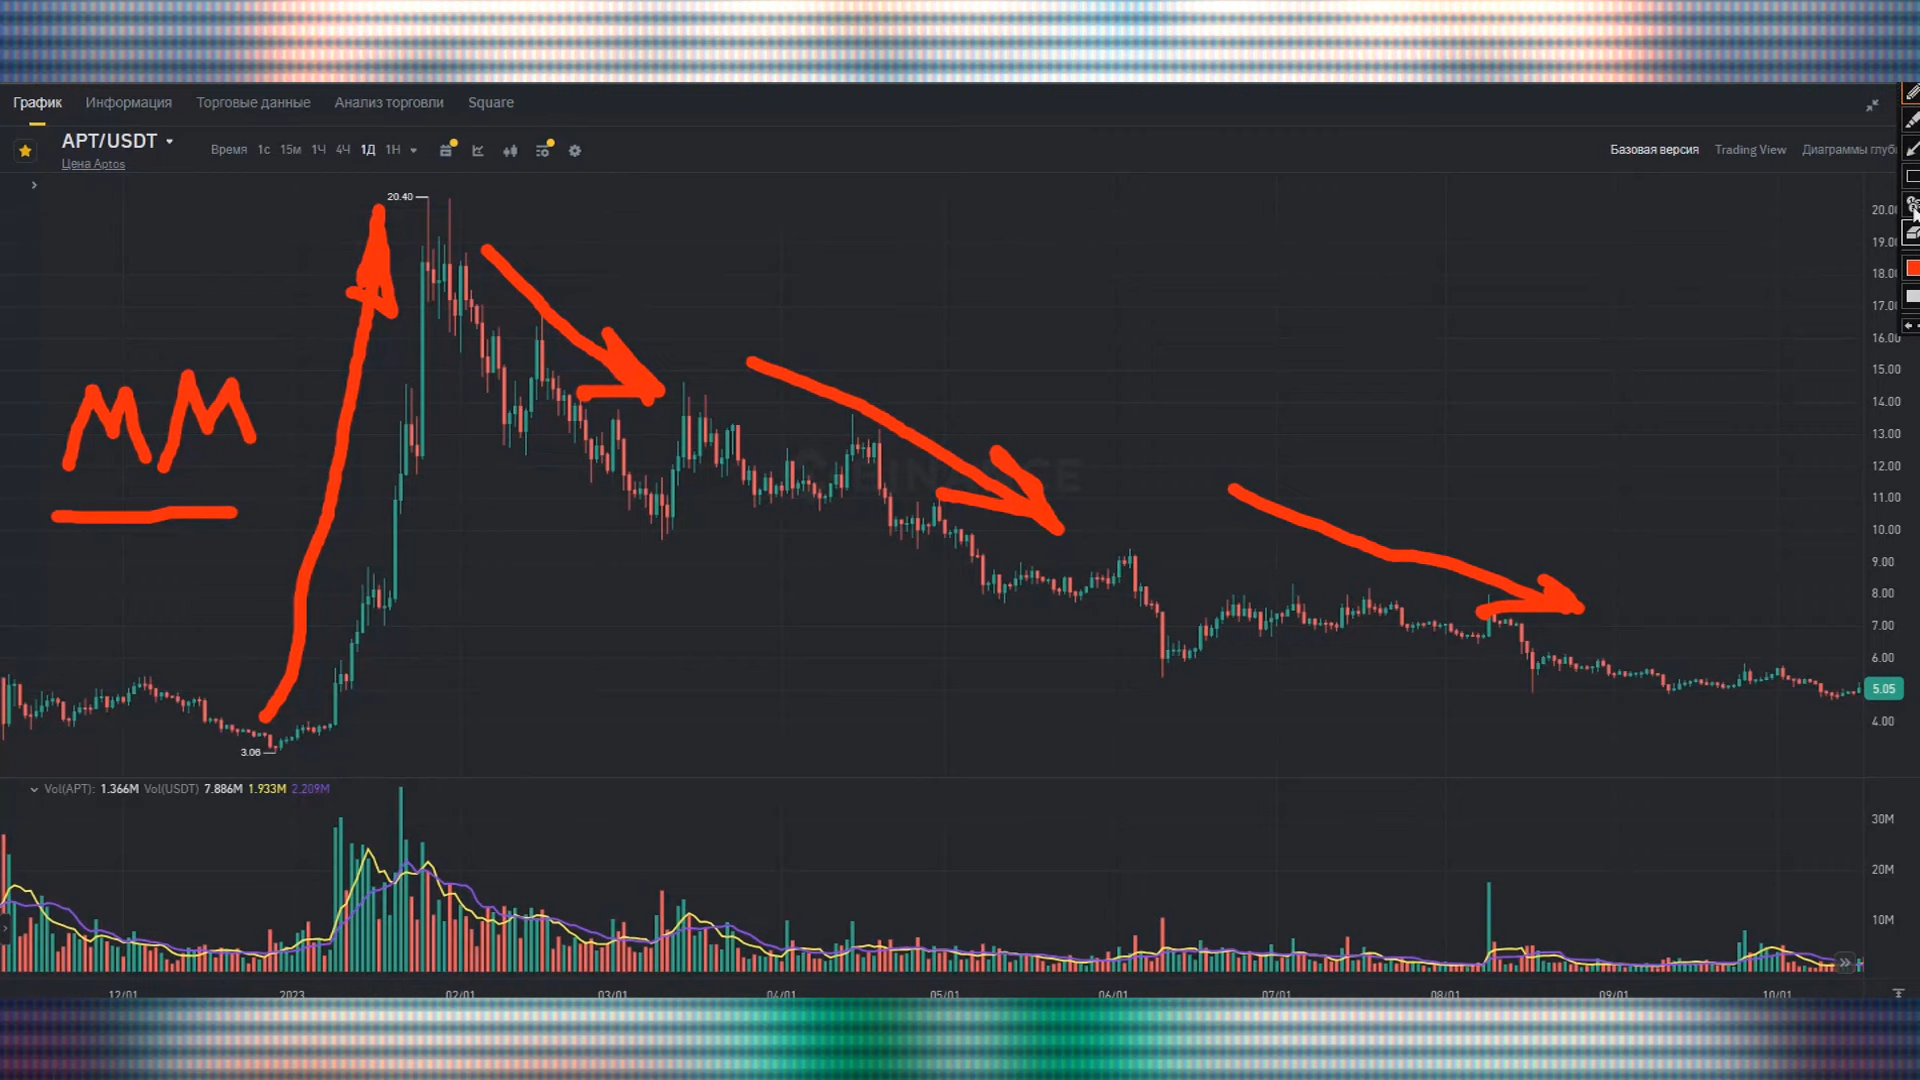 График Информация Торговые данные Анализ торговли Square
APT/USDT
Цена Aptos
Время 1с 15м 1Ч 4Ч 1Д 1Н
Базовая версия Trading View Диаграммы глуб
20.40
20.00
19.00
18.00
17.00
16.00
15.00
14.00
13.00
12.00
11.00
10.00
9.00
8.00
7.00
6.00
5.05
4.00
MM
BINANCE
3.06
Vol(APT): 1.366M Vol(USDT) 7.886M 1.933M 2.209M
30M
20M
10M
12/01 2023 02/01 03/01 04/01 05/01 06/01 07/01 08/01 09/01 10/01